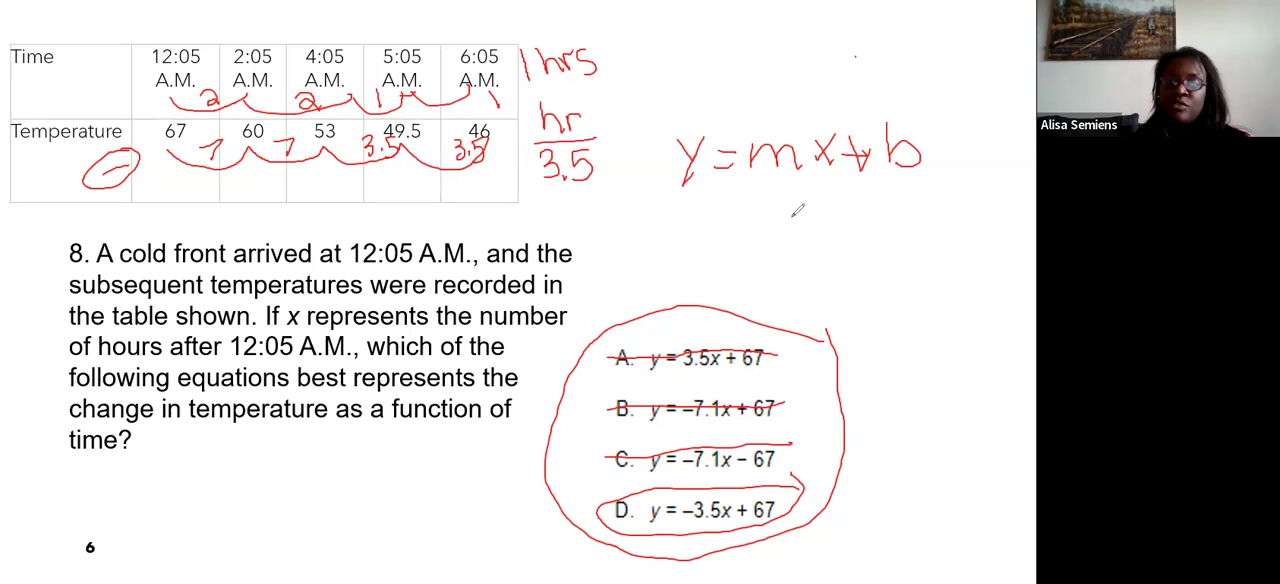 Time 12:05 2:05 4:05 5:05 6:05
A.M. A.M. A.M. A.M. A.M.
2 2 1 1
1 hrs
Temperature 67 60 53 49.5 46
7 7 3.5 3.5
hr
3.5
y = mx + b
Alisa Semiens
8. A cold front arrived at 12:05 A.M., and the
subsequent temperatures were recorded in
the table shown. If x represents the number
of hours after 12:05 A.M., which of the
following equations best represents the
change in temperature as a function of
time?
A. y = 3.5x + 67
B. y = –7.1x + 67
C. y = –7.1x – 67
D. y = –3.5x + 67
6